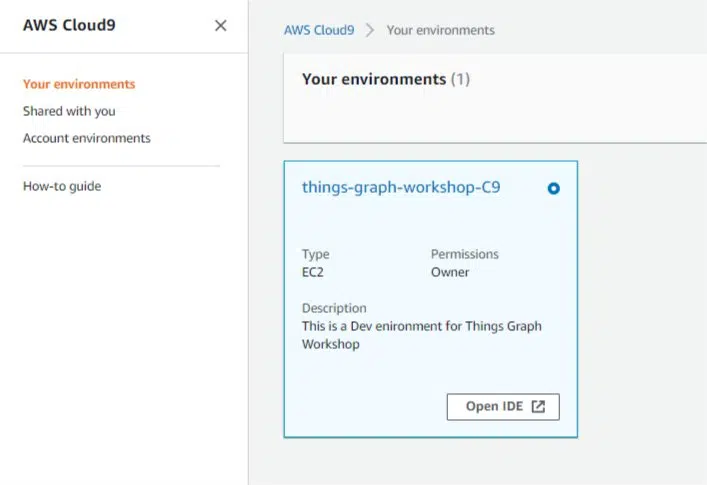 AWS Cloud9
Your environments
Shared with you
Account environments
How-to guide
AWS Cloud9 > Your environments
Your environments (1)
things-graph-workshop-C9
Type
EC2
Permissions
Owner
Description
This is a Dev enironment for Things Graph
Workshop
Open IDE